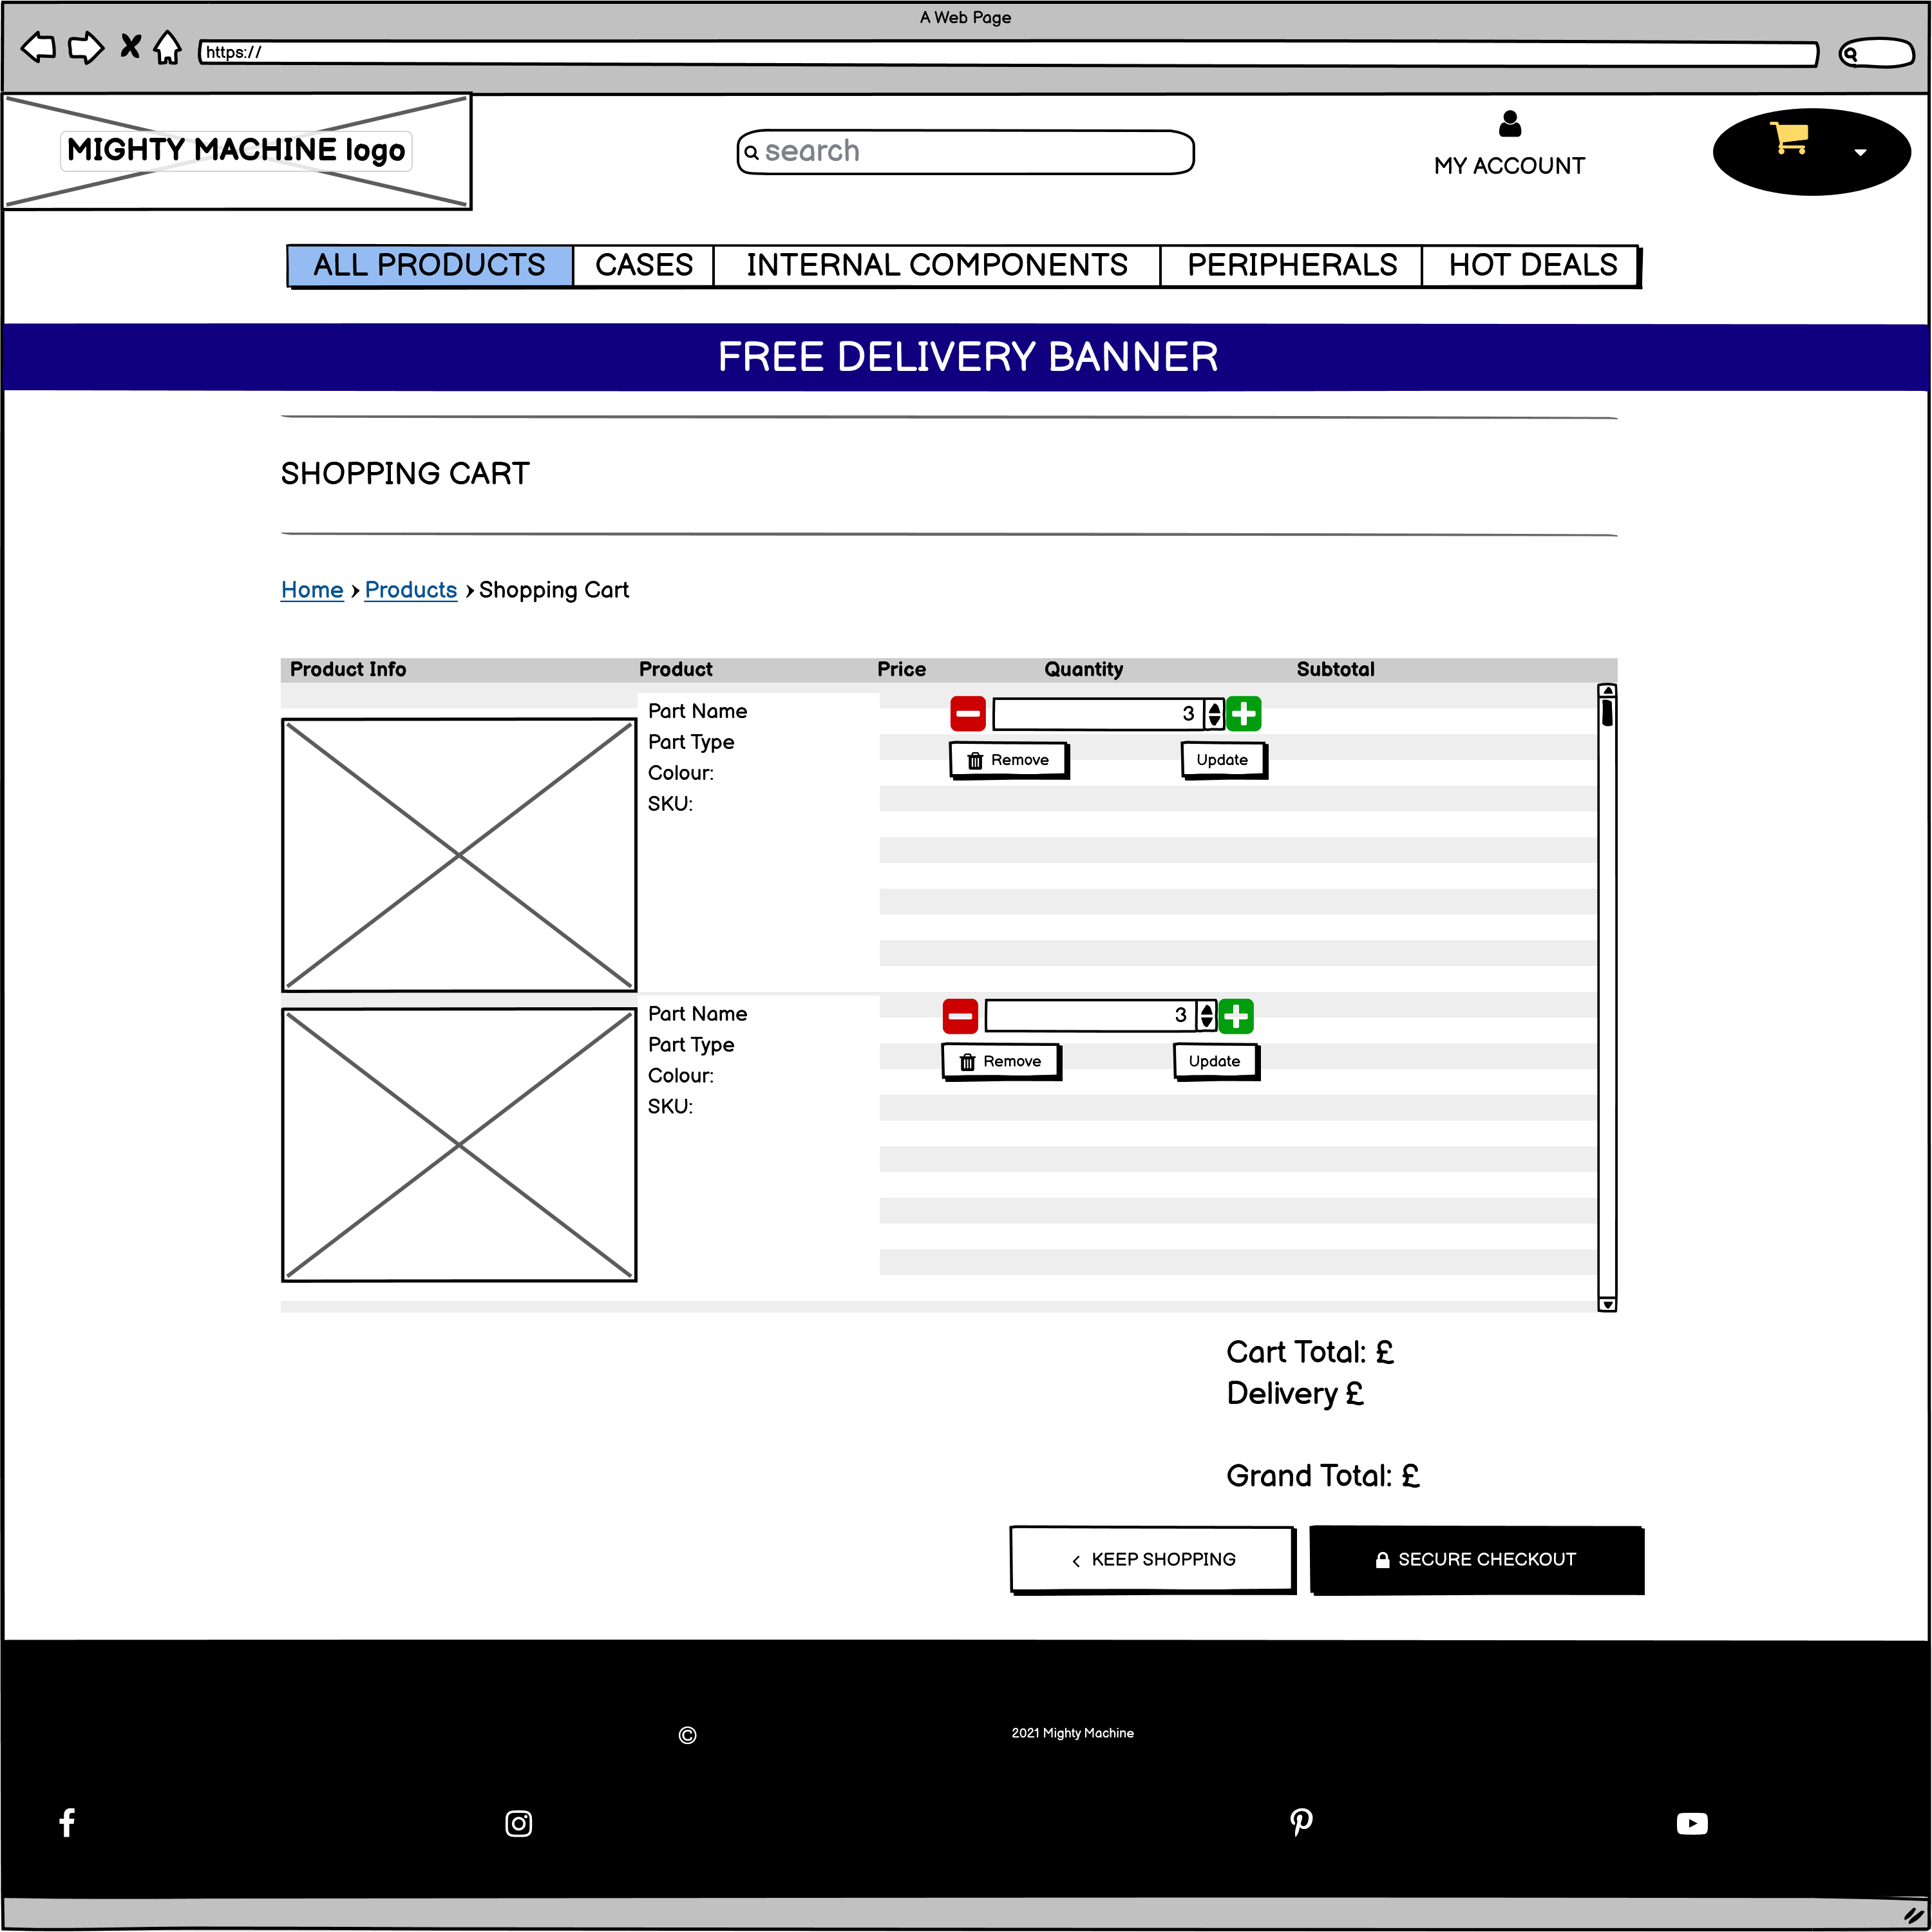 A Web Page
https://
MIGHTY MACHINE logo
search
MY ACCOUNT
ALL PRODUCTS CASES INTERNAL COMPONENTS PERIPHERALS HOT DEALS
FREE DELIVERY BANNER
SHOPPING CART
Home › Products › Shopping Cart
Product Info Product Price Quantity Subtotal
Part Name
3
Part Type
Remove Update
Colour:
SKU:
Part Name
3
Part Type
Remove Update
Colour:
SKU:
Cart Total: £
Delivery £
Grand Total: £
KEEP SHOPPING
SECURE CHECKOUT
© 2021 Mighty Machine